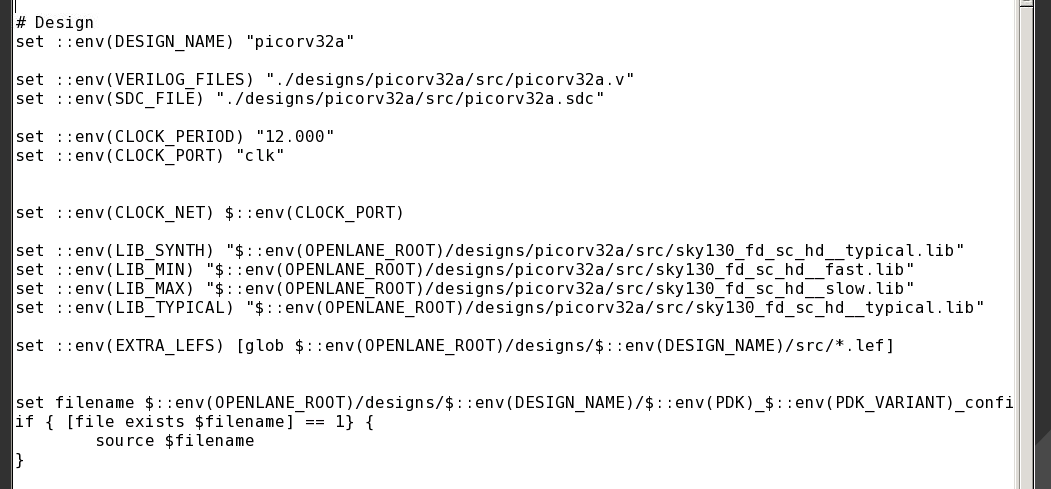 # Design
set ::env(DESIGN_NAME) "picorv32a"
set ::env(VERILOG_FILES) "./designs/picorv32a/src/picorv32a.v"
set ::env(SDC_FILE) "./designs/picorv32a/src/picorv32a.sdc"
set ::env(CLOCK_PERIOD) "12.000"
set ::env(CLOCK_PORT) "clk"
set ::env(CLOCK_NET) $::env(CLOCK_PORT)
set ::env(LIB_SYNTH) "$::env(OPENLANE_ROOT)/designs/picorv32a/src/sky130_fd_sc_hd__typical.lib"
set ::env(LIB_MIN) "$::env(OPENLANE_ROOT)/designs/picorv32a/src/sky130_fd_sc_hd__fast.lib"
set ::env(LIB_MAX) "$::env(OPENLANE_ROOT)/designs/picorv32a/src/sky130_fd_sc_hd__slow.lib"
set ::env(LIB_TYPICAL) "$::env(OPENLANE_ROOT)/designs/picorv32a/src/sky130_fd_sc_hd__typical.lib"
set ::env(EXTRA_LEFS) [glob $::env(OPENLANE_ROOT)/designs/$::env(DESIGN_NAME)/src/*.lef]
set filename $::env(OPENLANE_ROOT)/designs/$::env(DESIGN_NAME)/$::env(PDK)_$::env(PDK_VARIANT)_confi
if { [file exists $filename] == 1} {
        source $filename
}